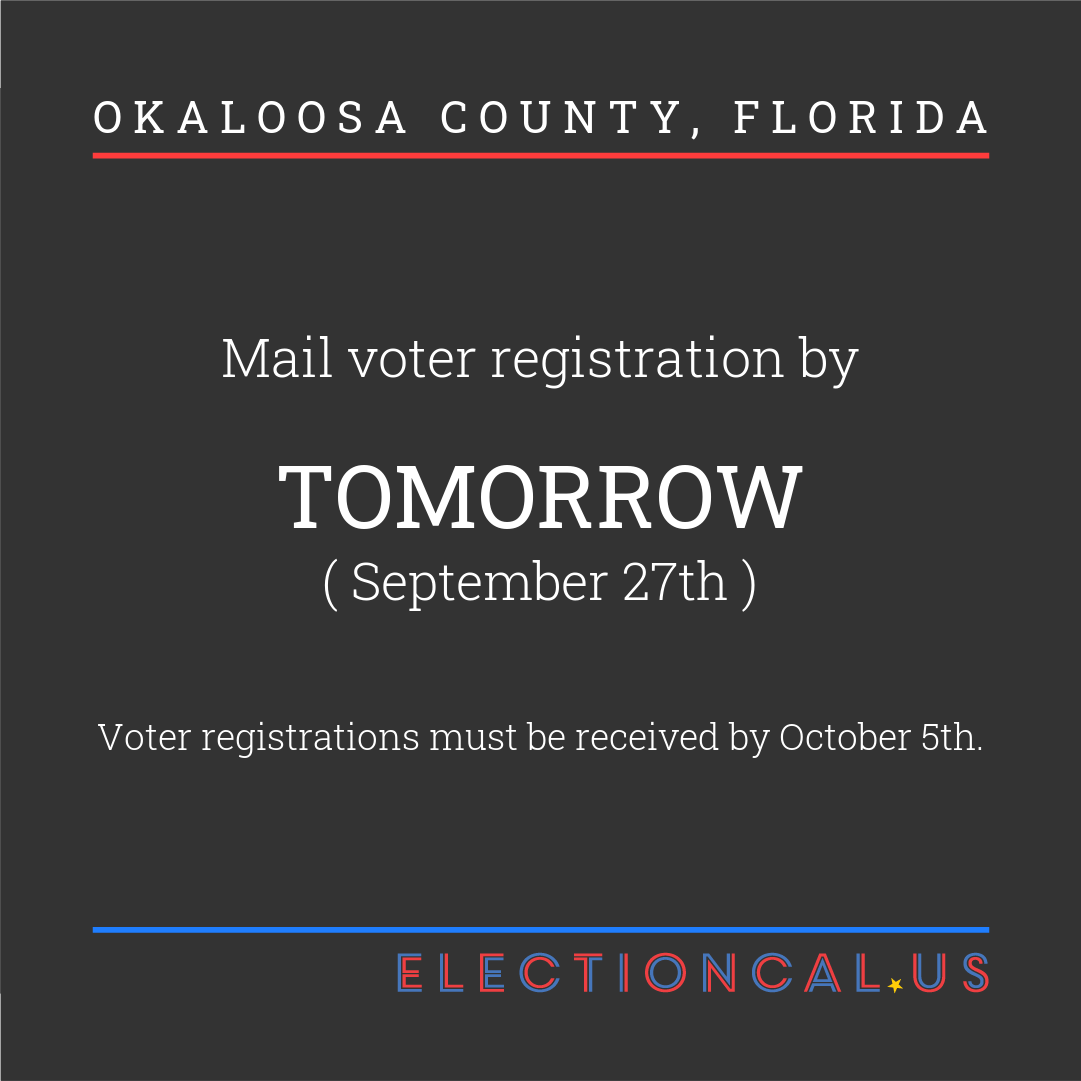 OKALOOSA COUNTY, FLORIDA
Mail voter registration by
TOMORROW
( September 27th )
Voter registrations must be received by October 5th.
ELECTIONCAL.US